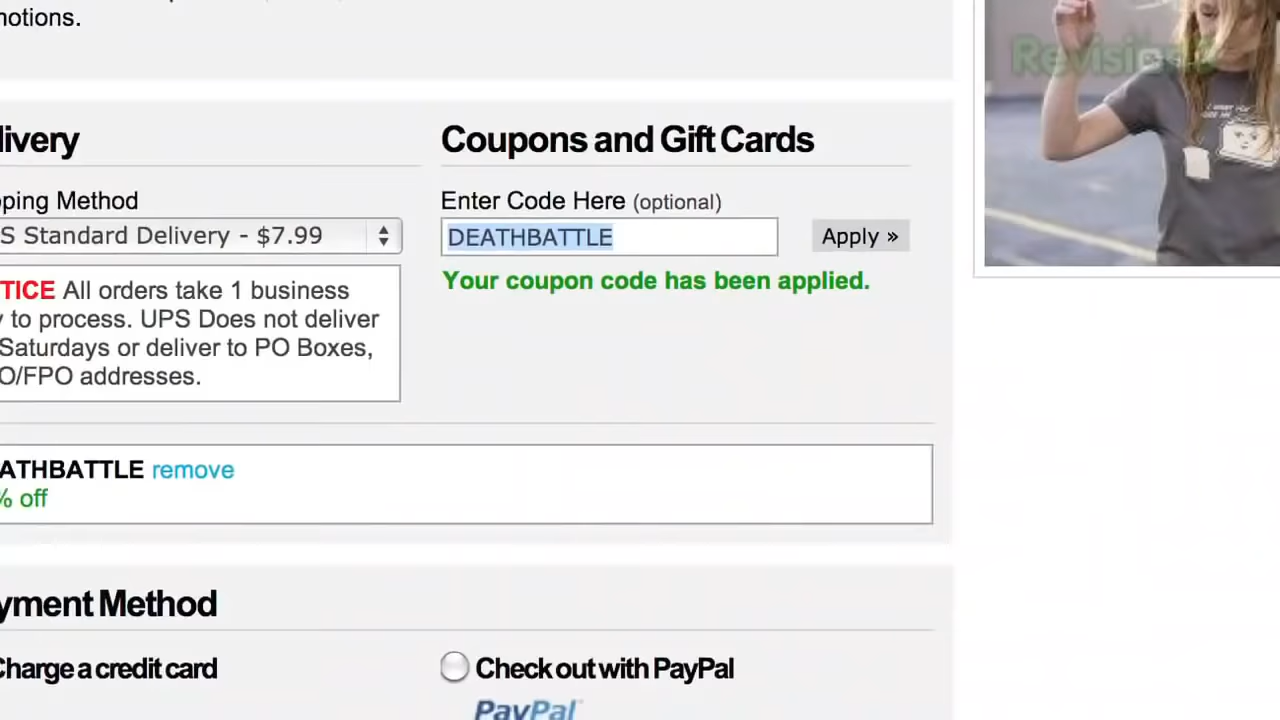 notions.
livery
Coupons and Gift Cards
pping Method
Enter Code Here (optional)
S Standard Delivery - $7.99
DEATHBATTLE
Apply »
Your coupon code has been applied.
TICE All orders take 1 business
y to process. UPS Does not deliver
Saturdays or deliver to PO Boxes,
O/FPO addresses.
ATHBATTLE remove
% off
yment Method
Charge a credit card
Check out with PayPal
PayPal